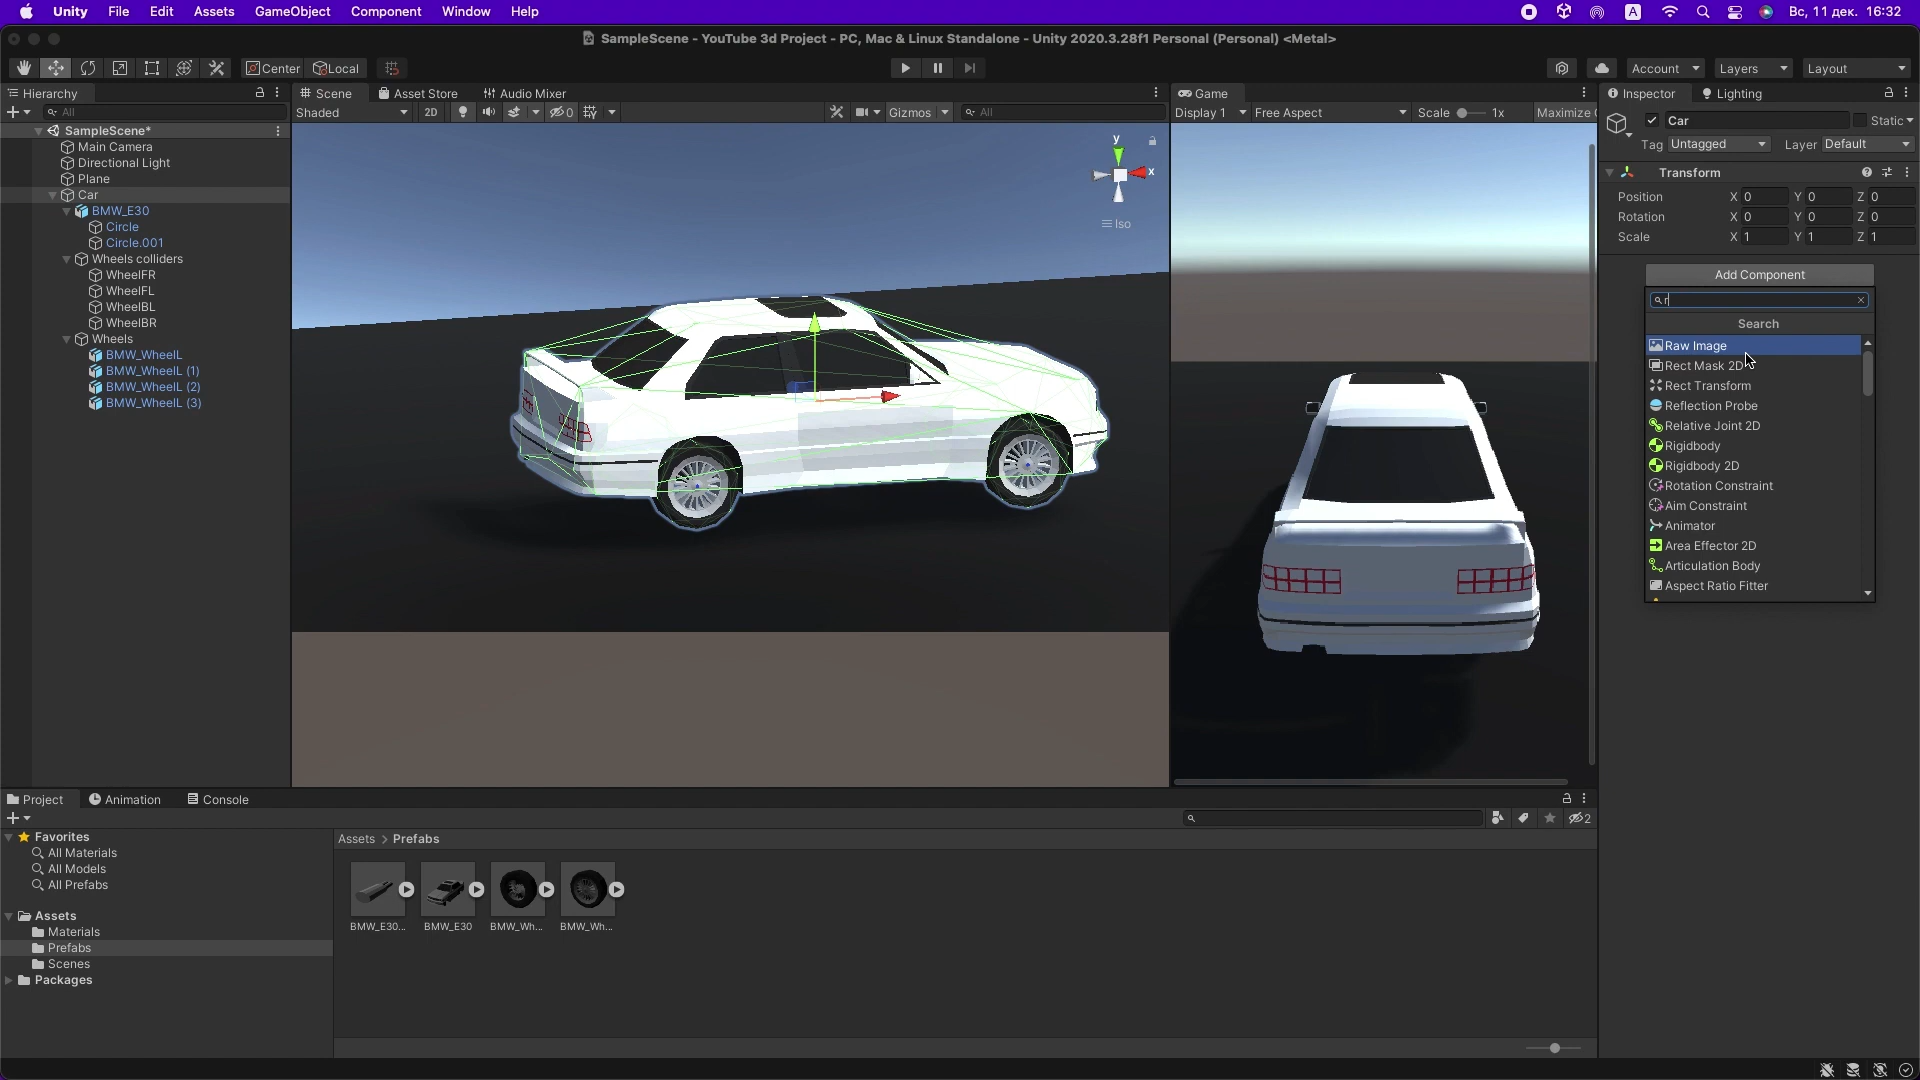 Unity File Edit Assets GameObject Component Window Help A Вс, 11 дек. 16:32
SampleScene - YouTube 3d Project - PC, Mac & Linux Standalone - Unity 2020.3.28f1 Personal (Personal) <Metal>
Center Local Account Layers Layout
Hierarchy
All
SampleScene*
Main Camera
Directional Light
Plane
Car
BMW_E30
Circle
Circle.001
Wheels colliders
WheelFR
WheelFL
WheelBL
WheelBR
Wheels
BMW_WheelL
BMW_WheelL (1)
BMW_WheelL (2)
BMW_WheelL (3)
Scene Asset Store Audio Mixer
Shaded 2D 0 Gizmos All
y
x
Iso
Game
Display 1 Free Aspect Scale 1x Maximize
Inspector Lighting
Car Static
Tag Untagged Layer Default
Transform
Position X 0 Y 0 Z 0
Rotation X 0 Y 0 Z 0
Scale X 1 Y 1 Z 1
Add Component
r
Search
Raw Image
Rect Mask 2D
Rect Transform
Reflection Probe
Relative Joint 2D
Rigidbody
Rigidbody 2D
Rotation Constraint
Aim Constraint
Animator
Area Effector 2D
Articulation Body
Aspect Ratio Fitter
Project Animation Console
2
Favorites
All Materials
All Models
All Prefabs
Assets
Materials
Prefabs
Scenes
Packages
Assets > Prefabs
BMW_E30... BMW_E30 BMW_Wh... BMW_Wh...